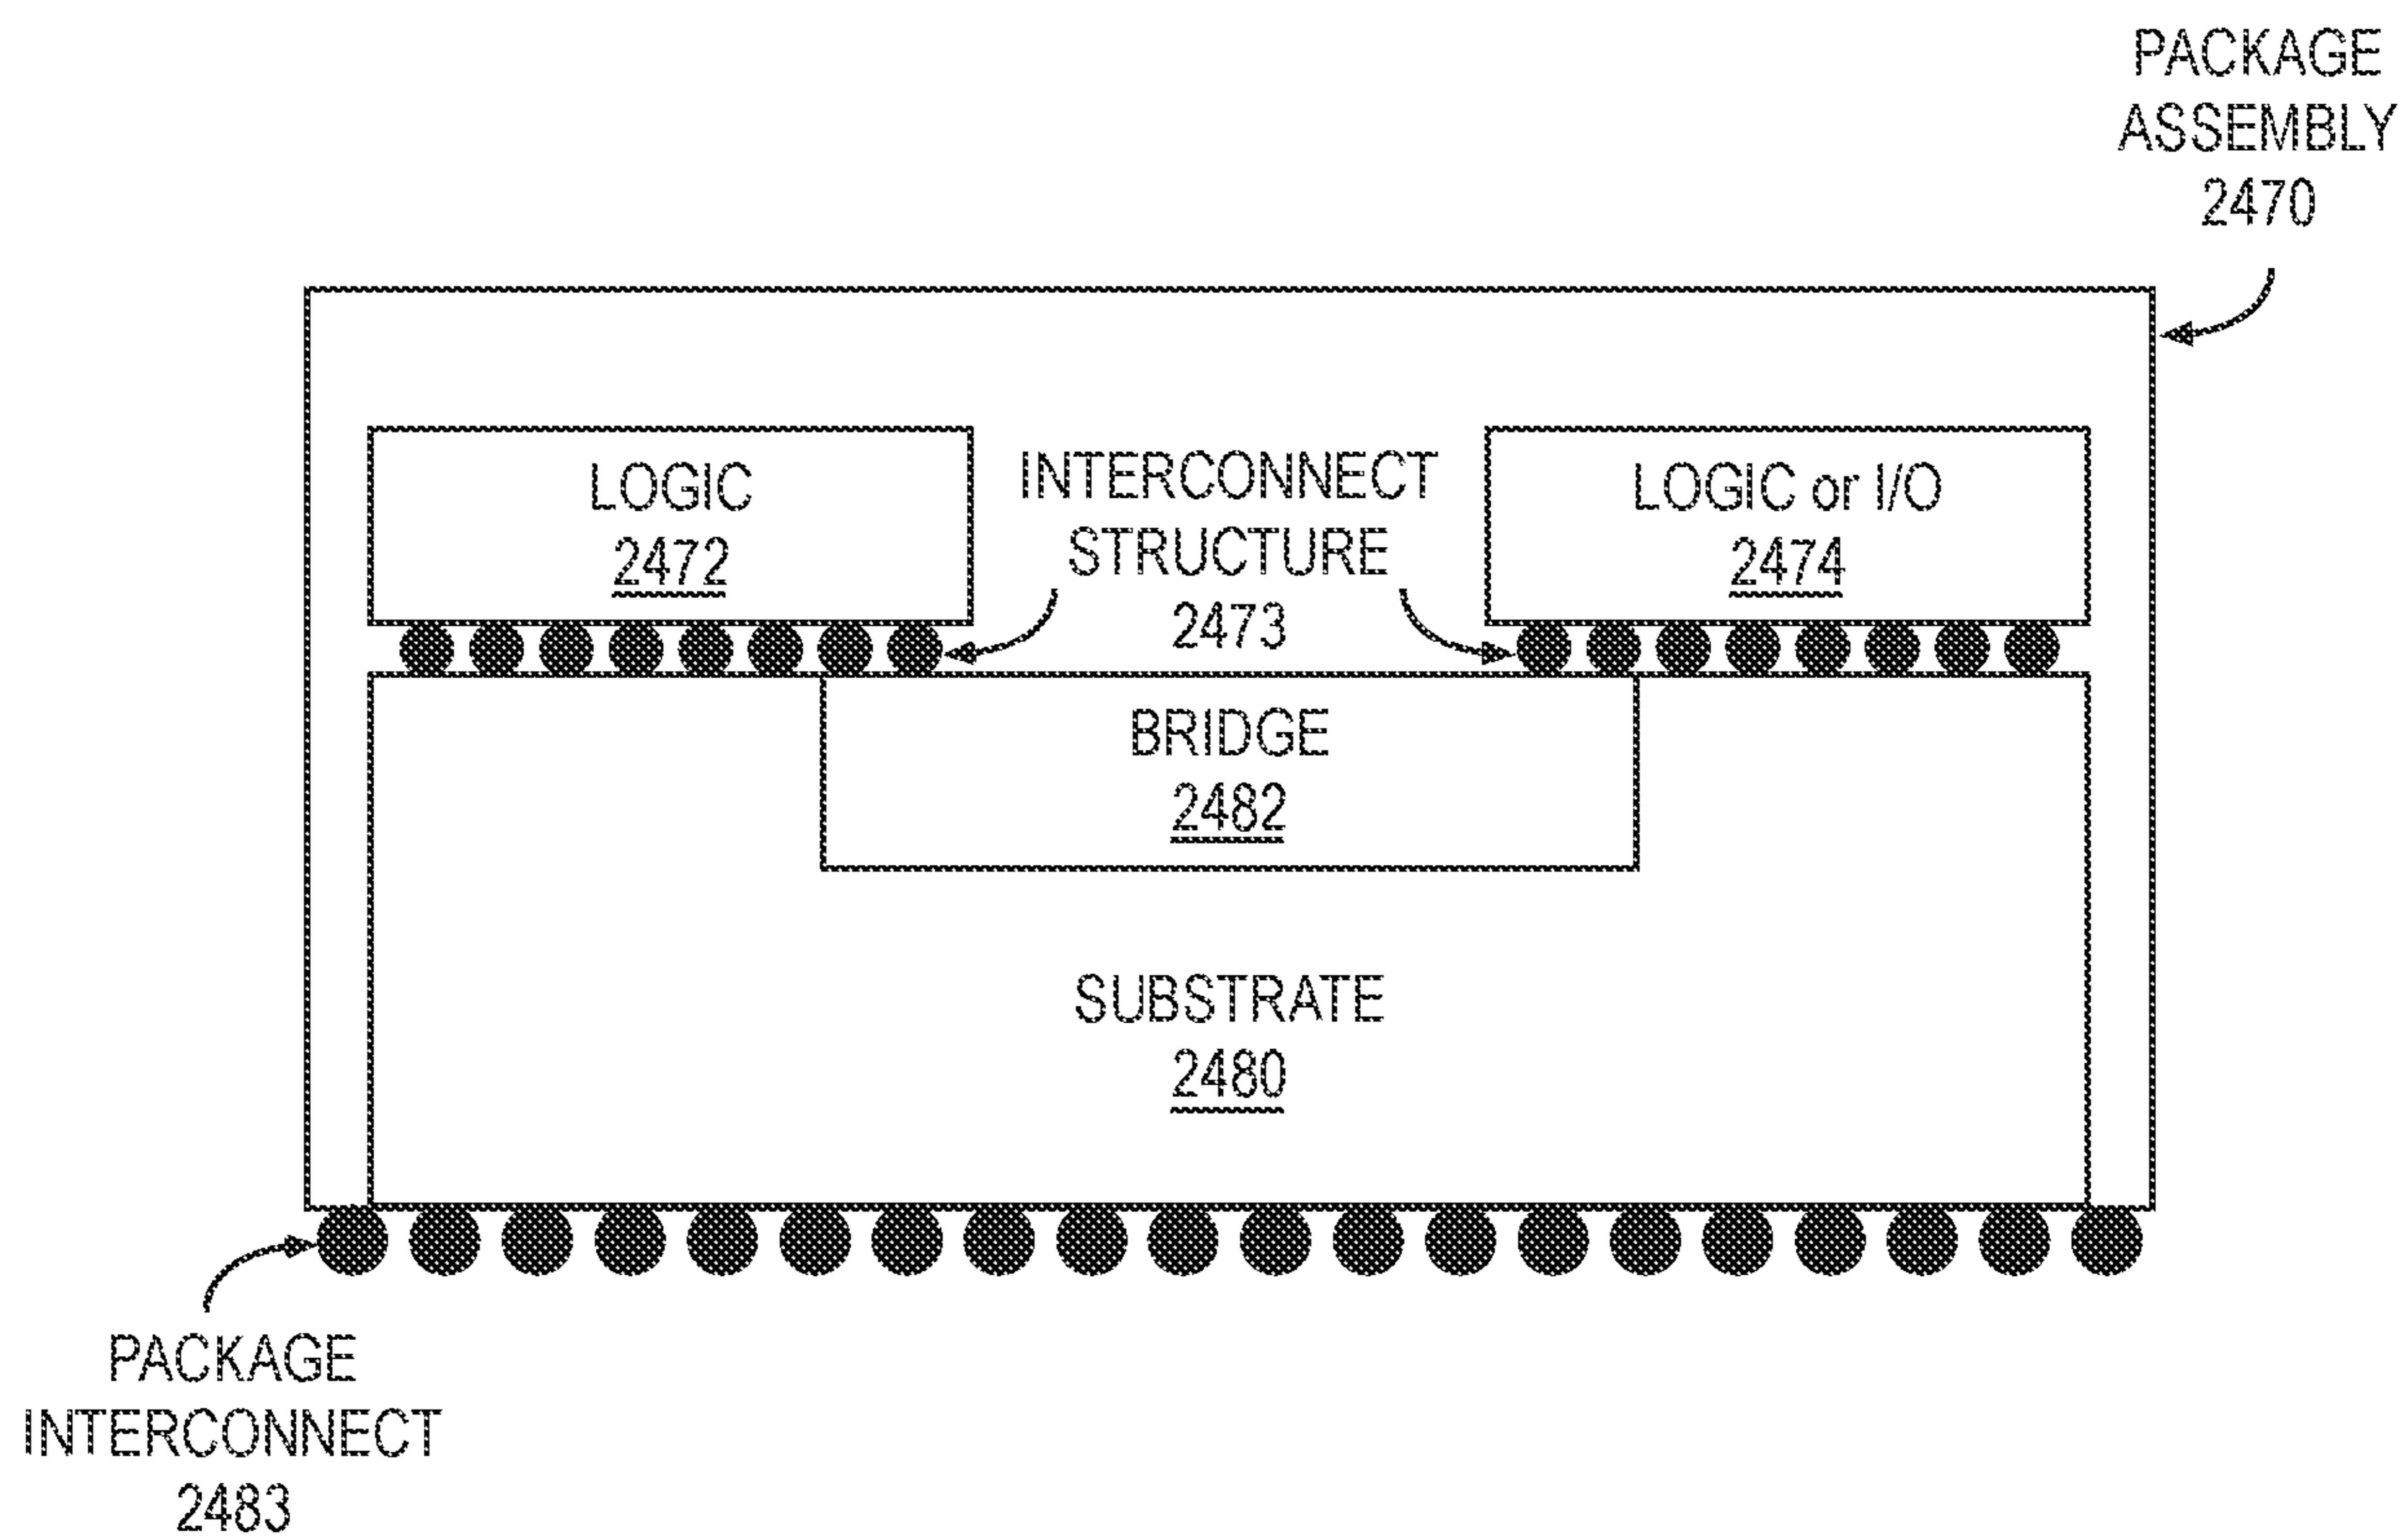 PACKAGE
ASSEMBLY
2470
LOGIC
2472
INTERCONNECT
STRUCTURE
2473
LOGIC or I/O
2474
BRIDGE
2482
SUBSTRATE
2480
PACKAGE
INTERCONNECT
2483